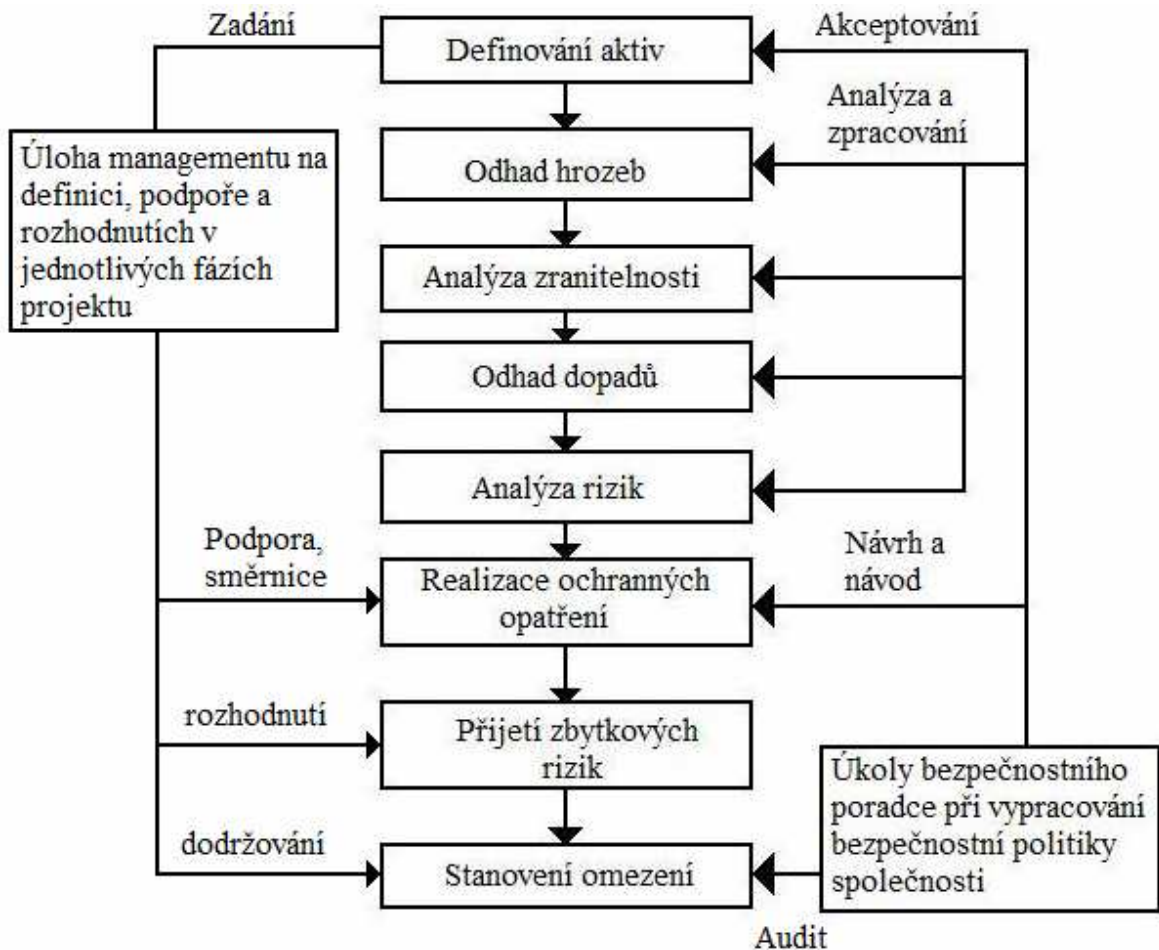 Zadání
Definování aktiv
Akceptování
Analýza a
zpracování
Úloha managementu na
definici, podpoře a
rozhodnutích v
jednotlivých fázích
projektu
Odhad hrozeb
Analýza zranitelnosti
Odhad dopadů
Analýza rizik
Podpora,
směrnice
Realizace ochranných
opatření
Návrh a
návod
rozhodnutí
Přijetí zbytkových
rizik
Úkoly bezpečnostního
poradce při vypracování
bezpečnostní politiky
společnosti
dodržování
Stanovení omezení
Audit